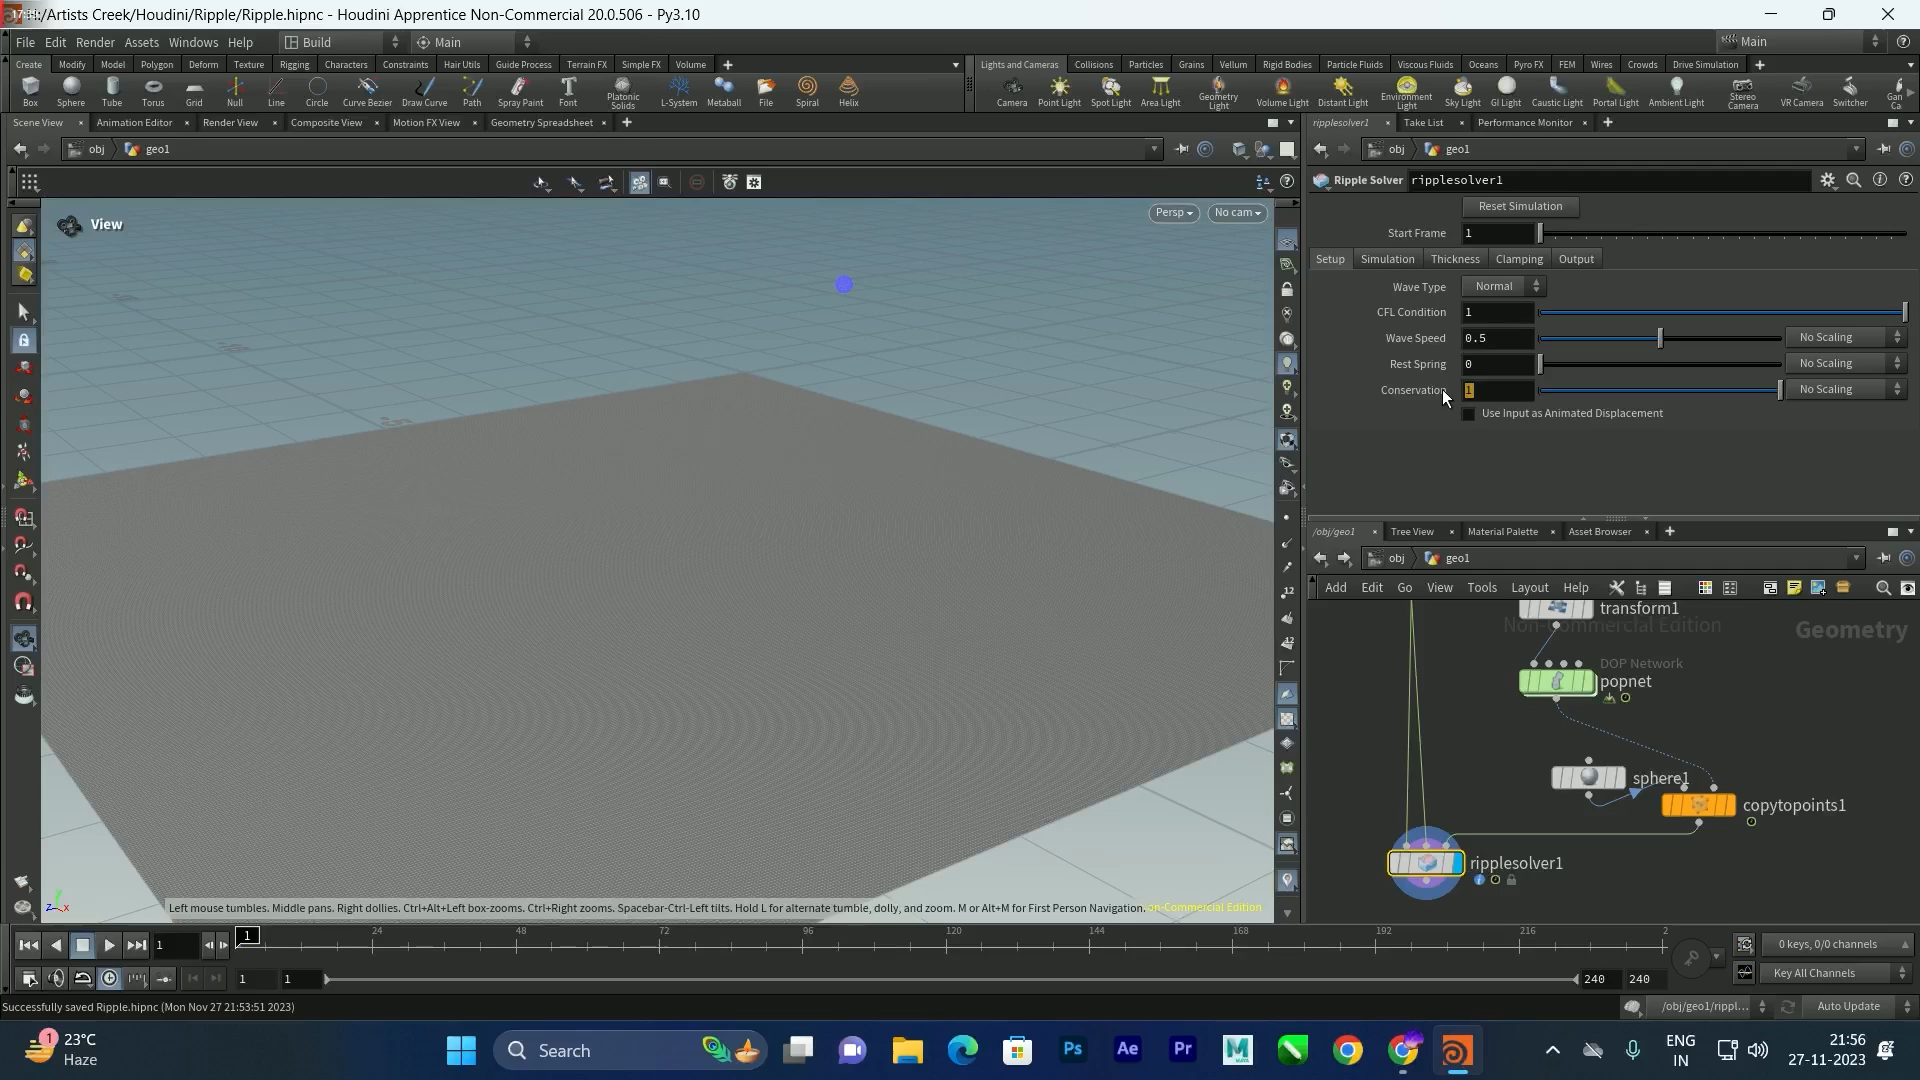 /Artists Creek/Houdini/Ripple/Ripple.hipnc - Houdini Apprentice Non-Commercial 20.0.506 - Py3.10
File Edit Render Assets Windows Help Build Main Main
Create Modify Model Polygon Deform Texture Rigging Characters Constraints Hair Utils Guide Process Terrain FX Simple FX Volume
Lights and Cameras Collisions Particles Grains Vellum Rigid Bodies Particle Fluids Viscous Fluids Oceans Pyro FX FEM Wires Crowds Drive Simulation
Box Sphere Tube Torus Grid Null Line Circle Curve Bezier Draw Curve Path Spray Paint Font Platonic Solids L-System Metaball File Spiral Helix
Camera Point Light Spot Light Area Light Geometry Light Volume Light Distant Light Environment Light Sky Light GI Light Caustic Light Portal Light Ambient Light Stereo Camera VR Camera Switcher Gan Ca
Scene View Animation Editor Render View Composite View Motion FX View Geometry Spreadsheet
ripplesolver1 Take List Performance Monitor
obj geo1
obj geo1
Ripple Solver ripplesolver1
View
Persp No cam
Reset Simulation
Start Frame 1
Setup Simulation Thickness Clamping Output
Wave Type Normal
CFL Condition 1
Wave Speed 0.5 No Scaling
Rest Spring 0 No Scaling
Conservation 1 No Scaling
Use Input as Animated Displacement
/obj/geo1 Tree View Material Palette Asset Browser
obj geo1
Add Edit Go View Tools Layout Help
transform1
Non-Commercial Edition
Geometry
DOP Network
popnet
sphere1
copytopoints1
ripplesolver1
Left mouse tumbles. Middle pans. Right dollies. Ctrl+Alt+Left box-zooms. Ctrl+Right zooms. Spacebar-Ctrl-Left tilts. Hold L for alternate tumble, dolly, and zoom. M or Alt+M for First Person Navigation.
on-Commercial Edition
1 1 24 48 72 96 120 144 168 192 216 2
0 keys, 0/0 channels
1 1 240 240
Key All Channels
Successfully saved Ripple.hipnc (Mon Nov 27 21:53:51 2023)
/obj/geo1/rippl... Auto Update
1 23°C
Haze
Search
Ps Ae Pr M
ENG
IN
21:56
27-11-2023